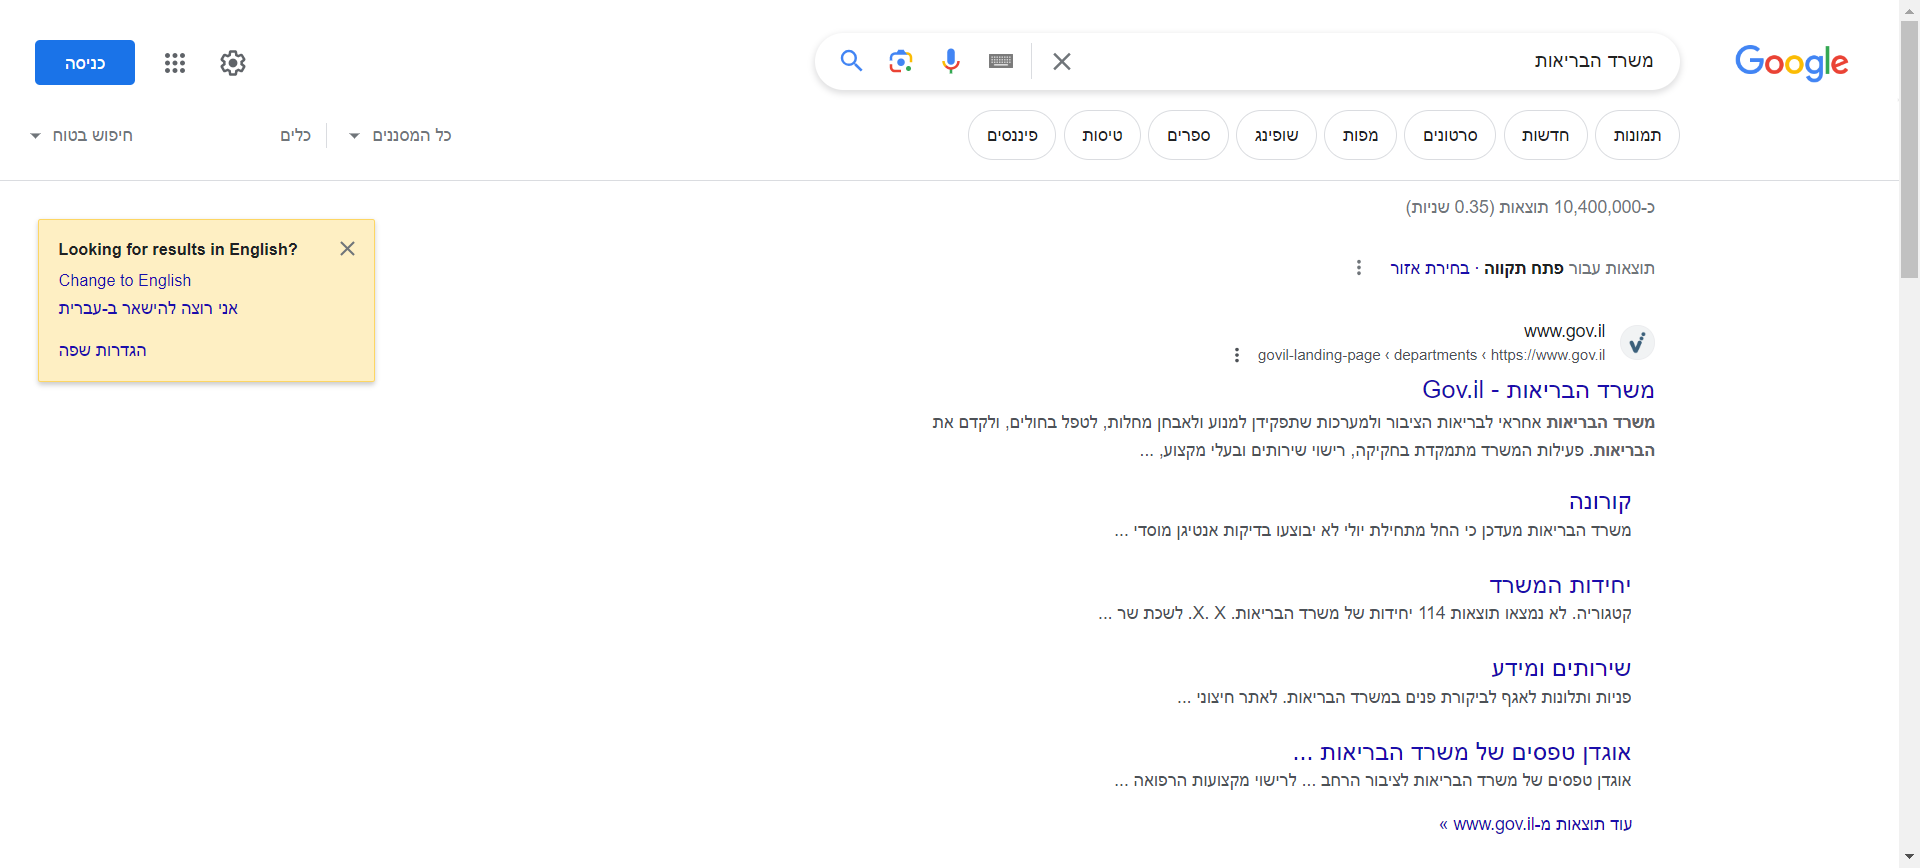 Google
משרד הבריאות
כניסה
תמונות
חדשות
סרטונים
מפות
שופינג
ספרים
טיסות
פיננסים
כל המסננים
כלים
חיפוש בטוח
כ-10,400,000 תוצאות (0.35 שניות)
תוצאות עבור פתח תקווה · בחירת אזור
www.gov.il
https://www.gov.il › departments › govil-landing-page
משרד הבריאות - Gov.il
משרד הבריאות אחראי לבריאות הציבור ולמערכות שתפקידן למנוע ולאבחן מחלות, לטפל בחולים, ולקדם את
הבריאות. פעילות המשרד מתמקדת בחקיקה, רישוי שירותים ובעלי מקצוע, ...
קורונה
משרד הבריאות מעדכן כי החל מתחילת יולי לא יבוצעו בדיקות אנטיגן מוסדי ...
יחידות המשרד
קטגוריה. לא נמצאו תוצאות 114 יחידות של משרד הבריאות. X. X. לשכת שר ...
שירותים ומידע
פניות ותלונות לאגף לביקורת פנים במשרד הבריאות. לאתר חיצוני ...
אוגדן טפסים של משרד הבריאות ...
אוגדן טפסים של משרד הבריאות לציבור הרחב ... לרישוי מקצועות הרפואה ...
עוד תוצאות מ-www.gov.il »
Looking for results in English?
Change to English
אני רוצה להישאר ב-עברית
הגדרות שפה